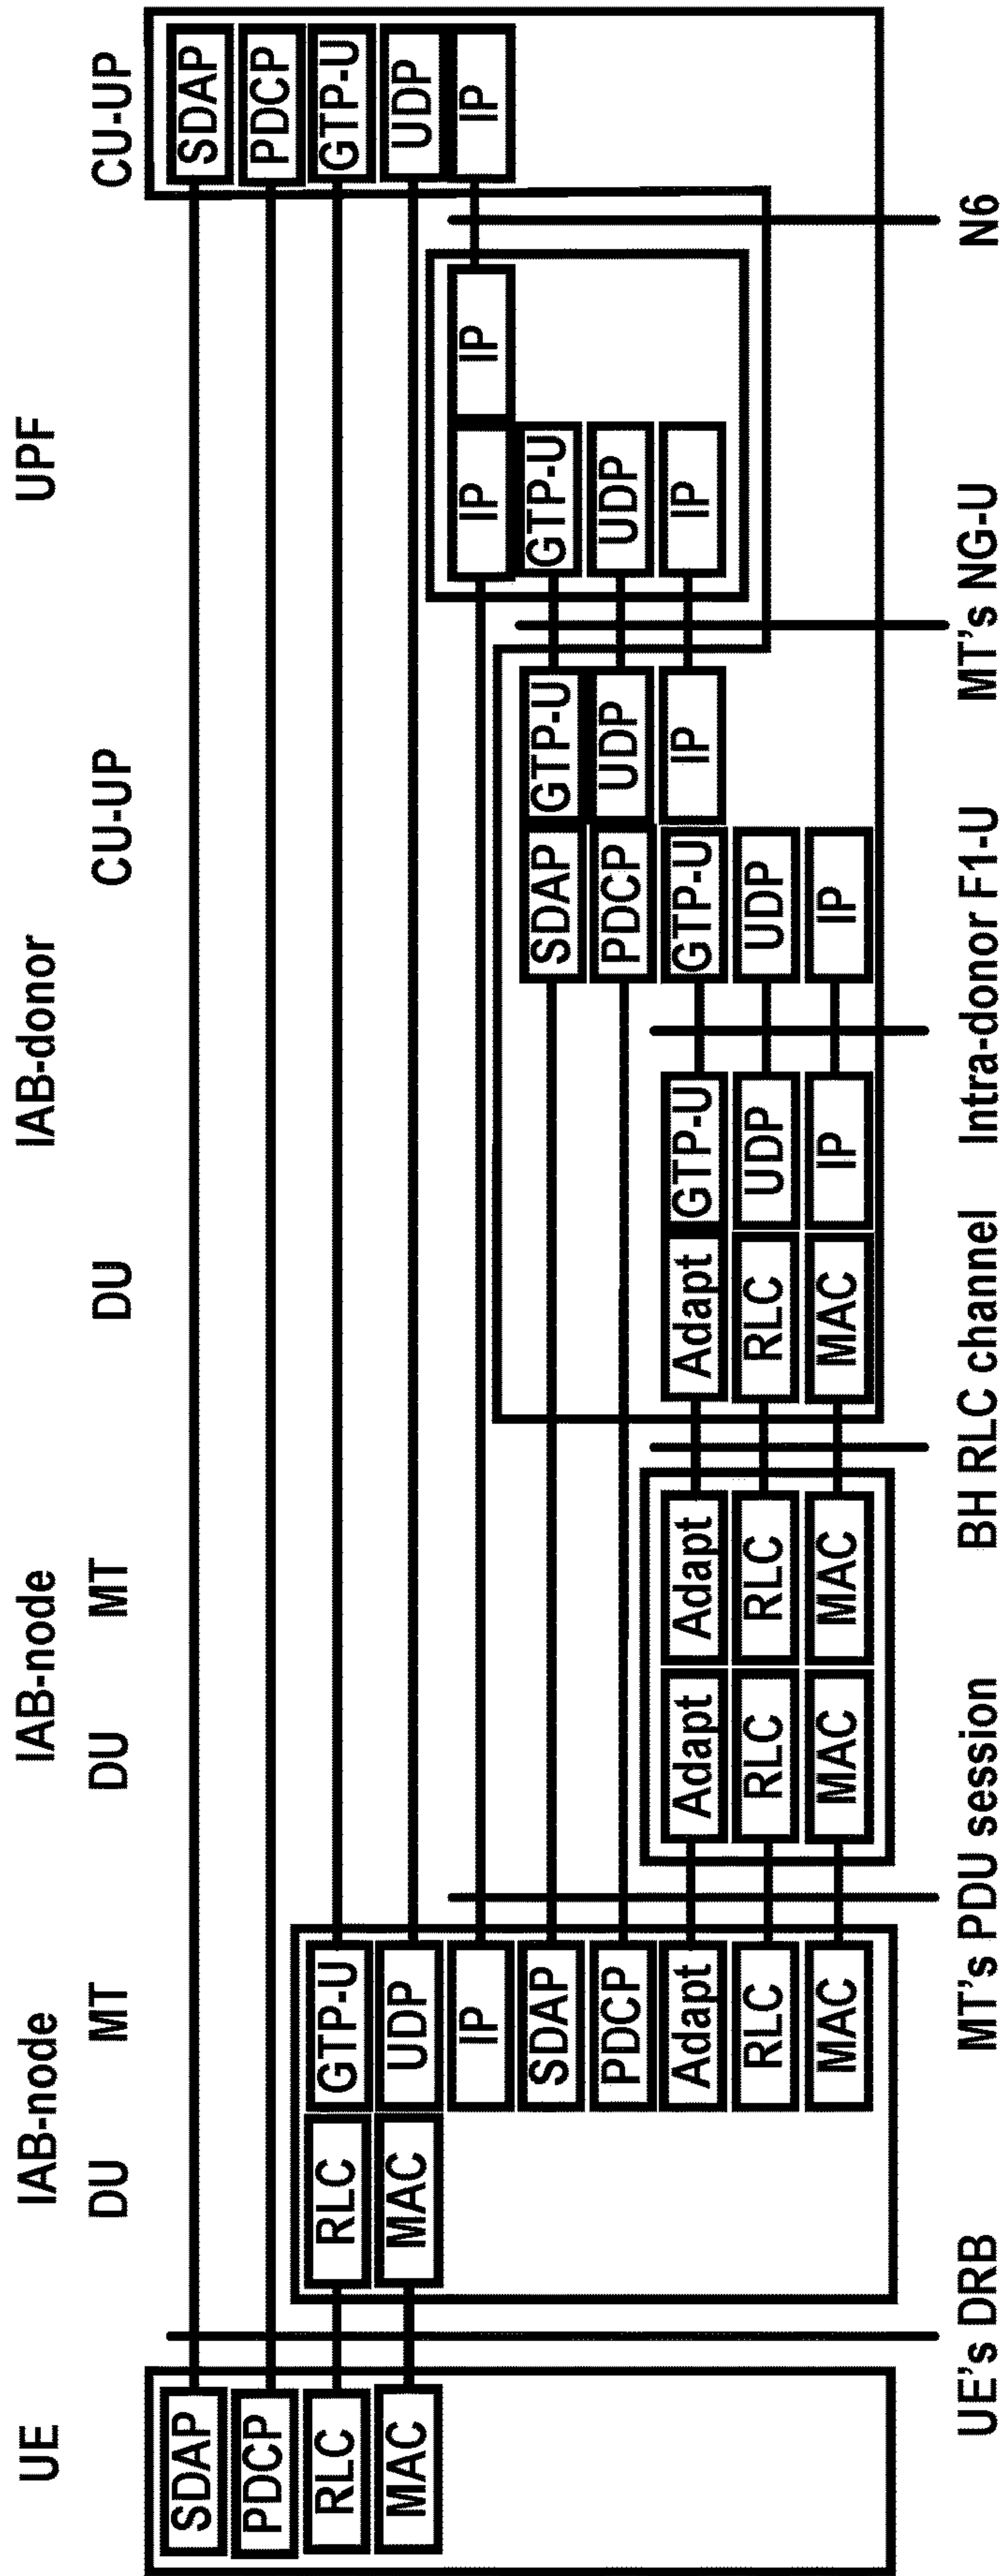 UE IAB-node IAB-node IAB-donor UPF
DU MT DU MT DU CU-UP CU-UP
SDAP SDAP
PDCP PDCP
RLC RLC GTP-U GTP-U
MAC MAC UDP UDP
IP IP IP IP
SDAP SDAP GTP-U GTP-U
PDCP PDCP UDP UDP
Adapt Adapt Adapt Adapt GTP-U GTP-U IP IP
RLC RLC RLC RLC UDP UDP
MAC MAC MAC MAC IP IP
UE's DRB MT's PDU session BH RLC channel Intra-donor F1-U MT's NG-U N6